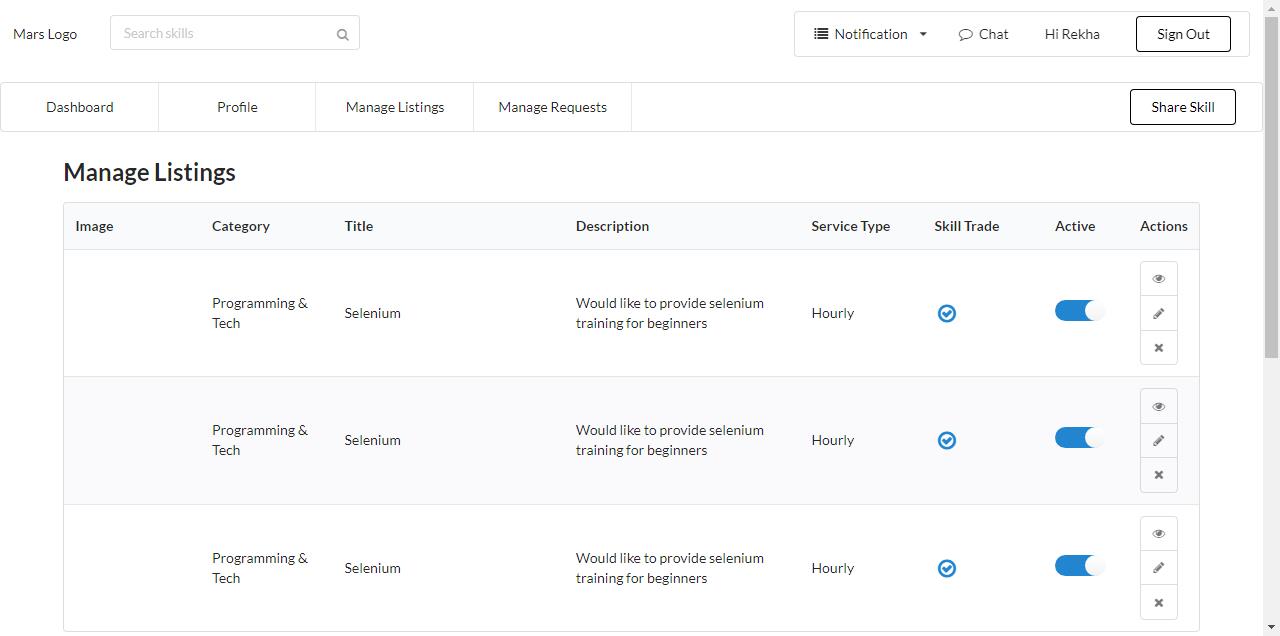 Mars Logo
Search skills
Notification
Chat
Hi Rekha
Sign Out
Dashboard
Profile
Manage Listings
Manage Requests
Share Skill
Manage Listings
Image Category Title Description Service Type Skill Trade Active Actions
Programming &
Tech
Selenium
Would like to provide selenium
training for beginners
Hourly
Programming &
Tech
Selenium
Would like to provide selenium
training for beginners
Hourly
Programming &
Tech
Selenium
Would like to provide selenium
training for beginners
Hourly